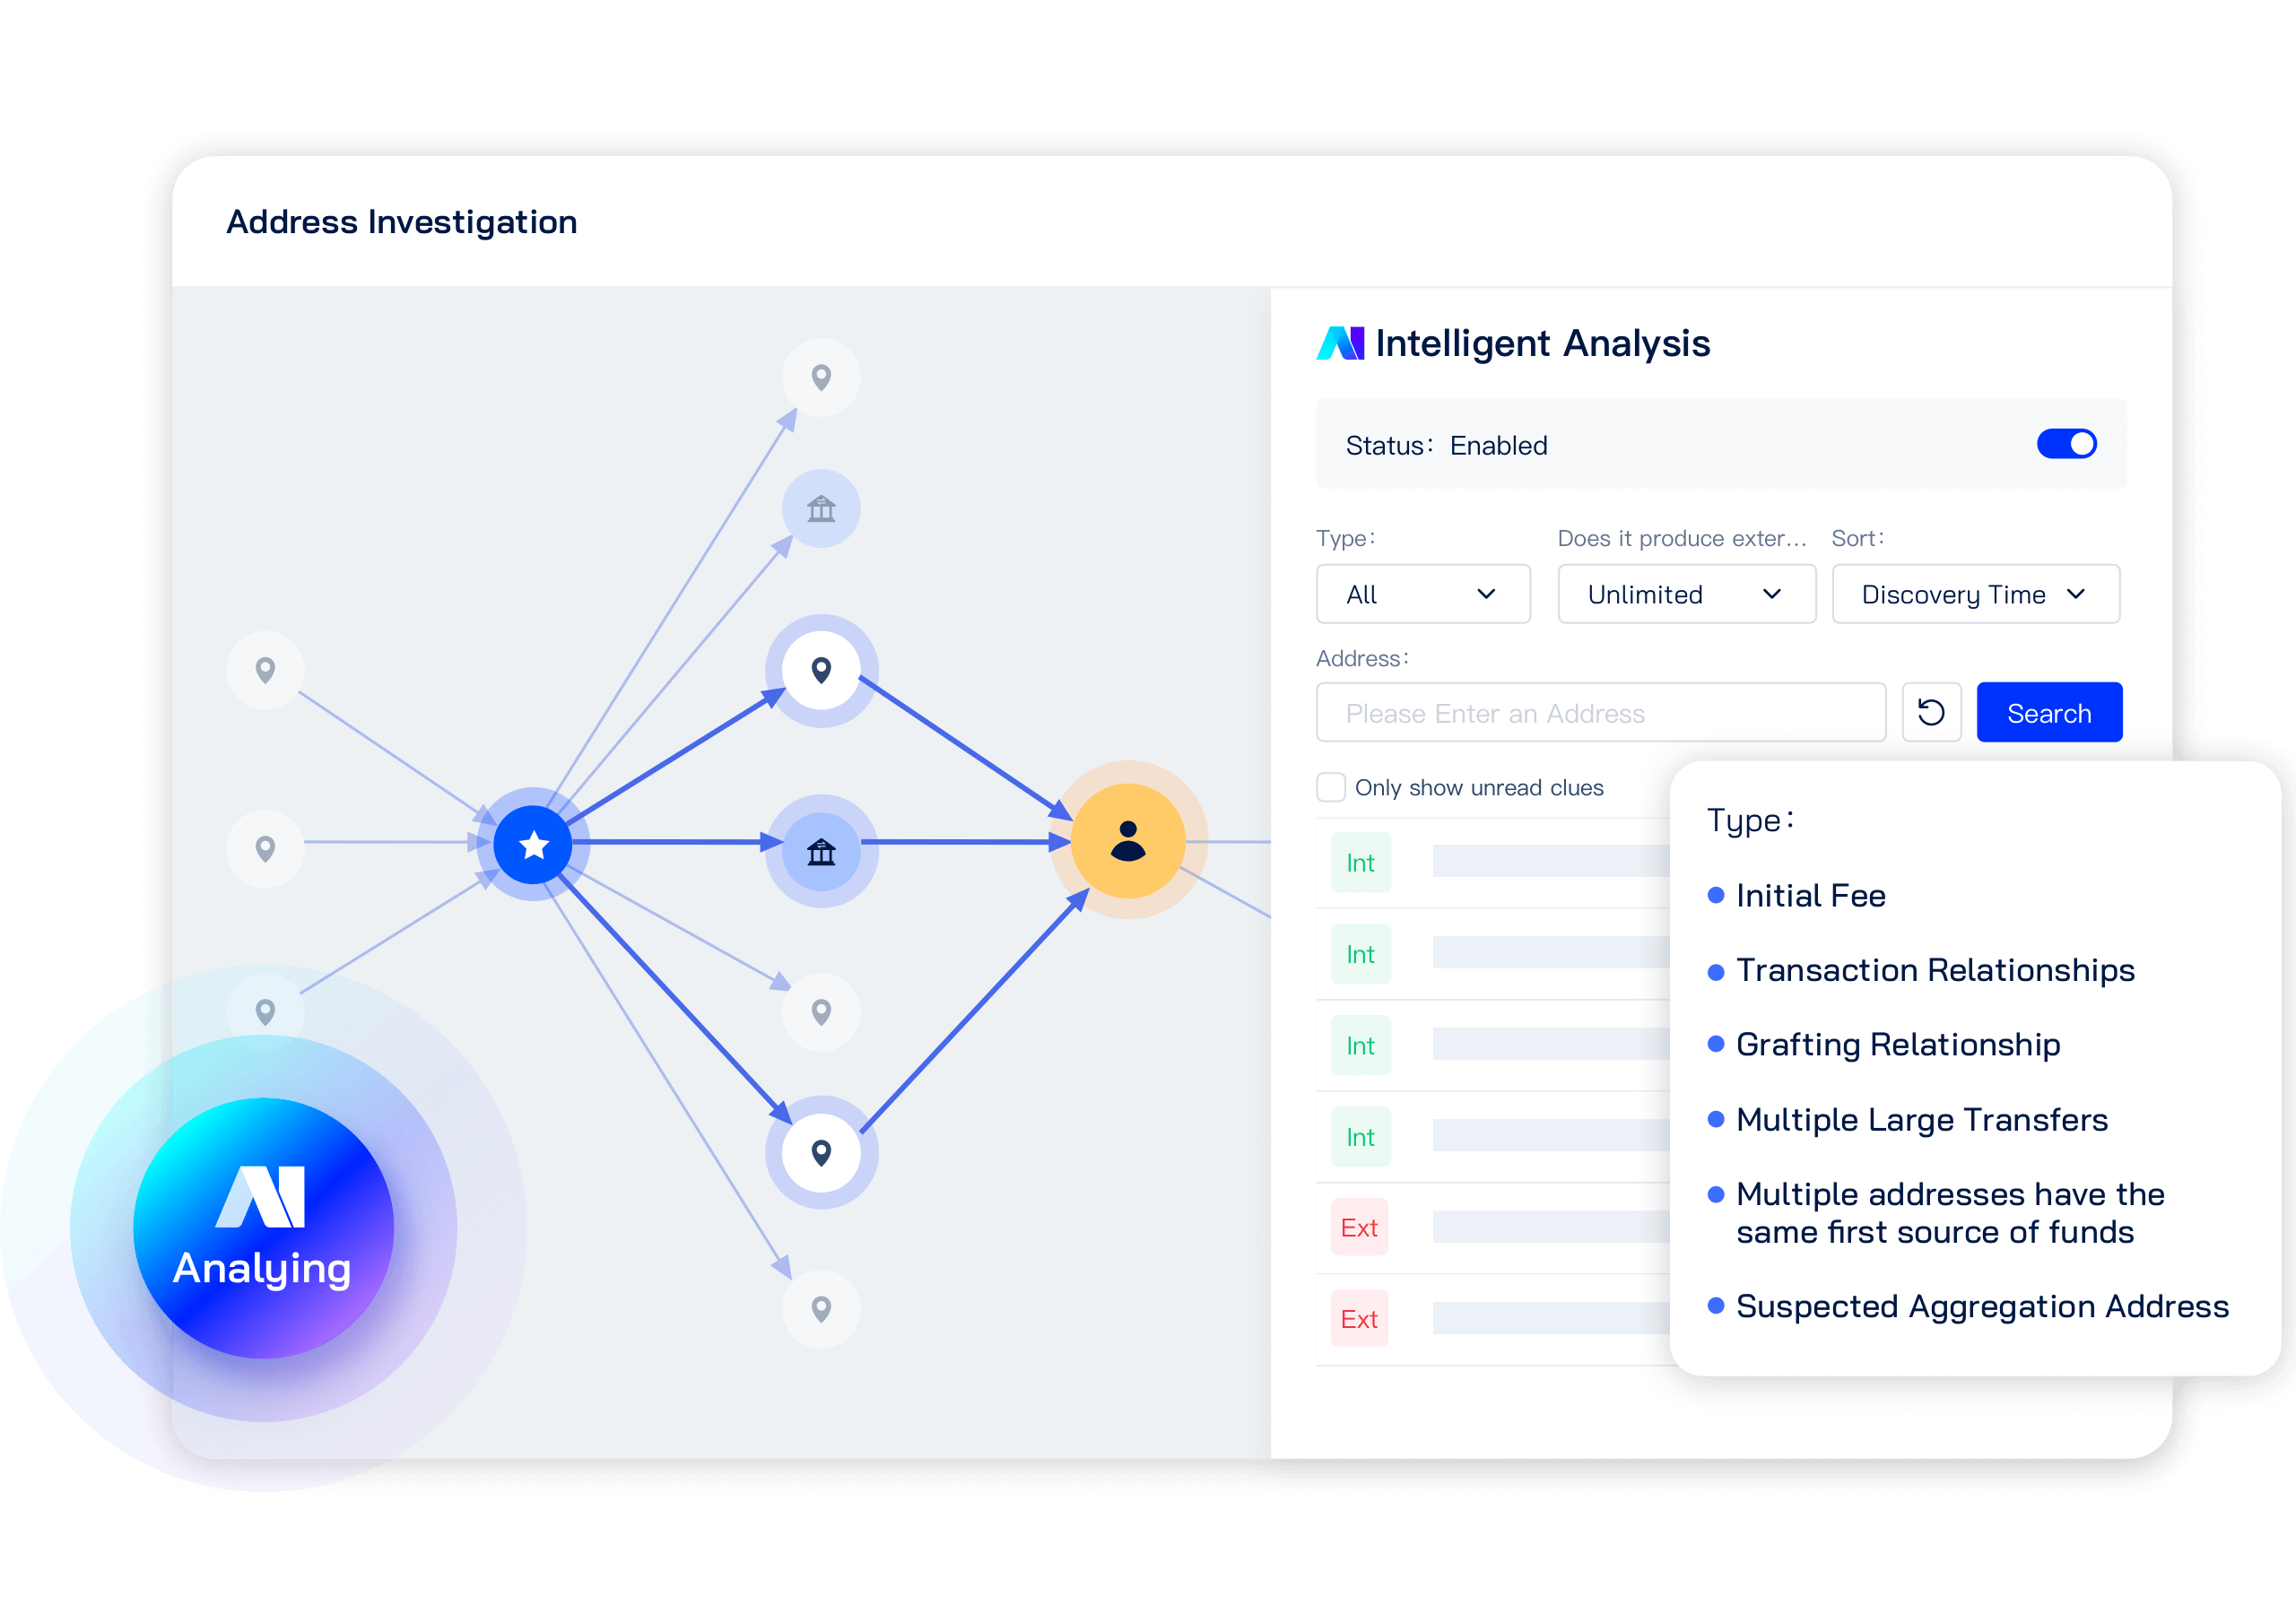 Address Investigation
AI Intelligent Analysis
Status: Enabled
Type: Does it produce exter... Sort:
All Unlimited Discovery Time
Address:
Please Enter an Address Search
Only show unread clues
Int
Int
Int
Int
Ext
Ext
Type:
Initial Fee
Transaction Relationships
Grafting Relationship
Multiple Large Transfers
Multiple addresses have the
same first source of funds
Suspected Aggregation Address
AI
Analying